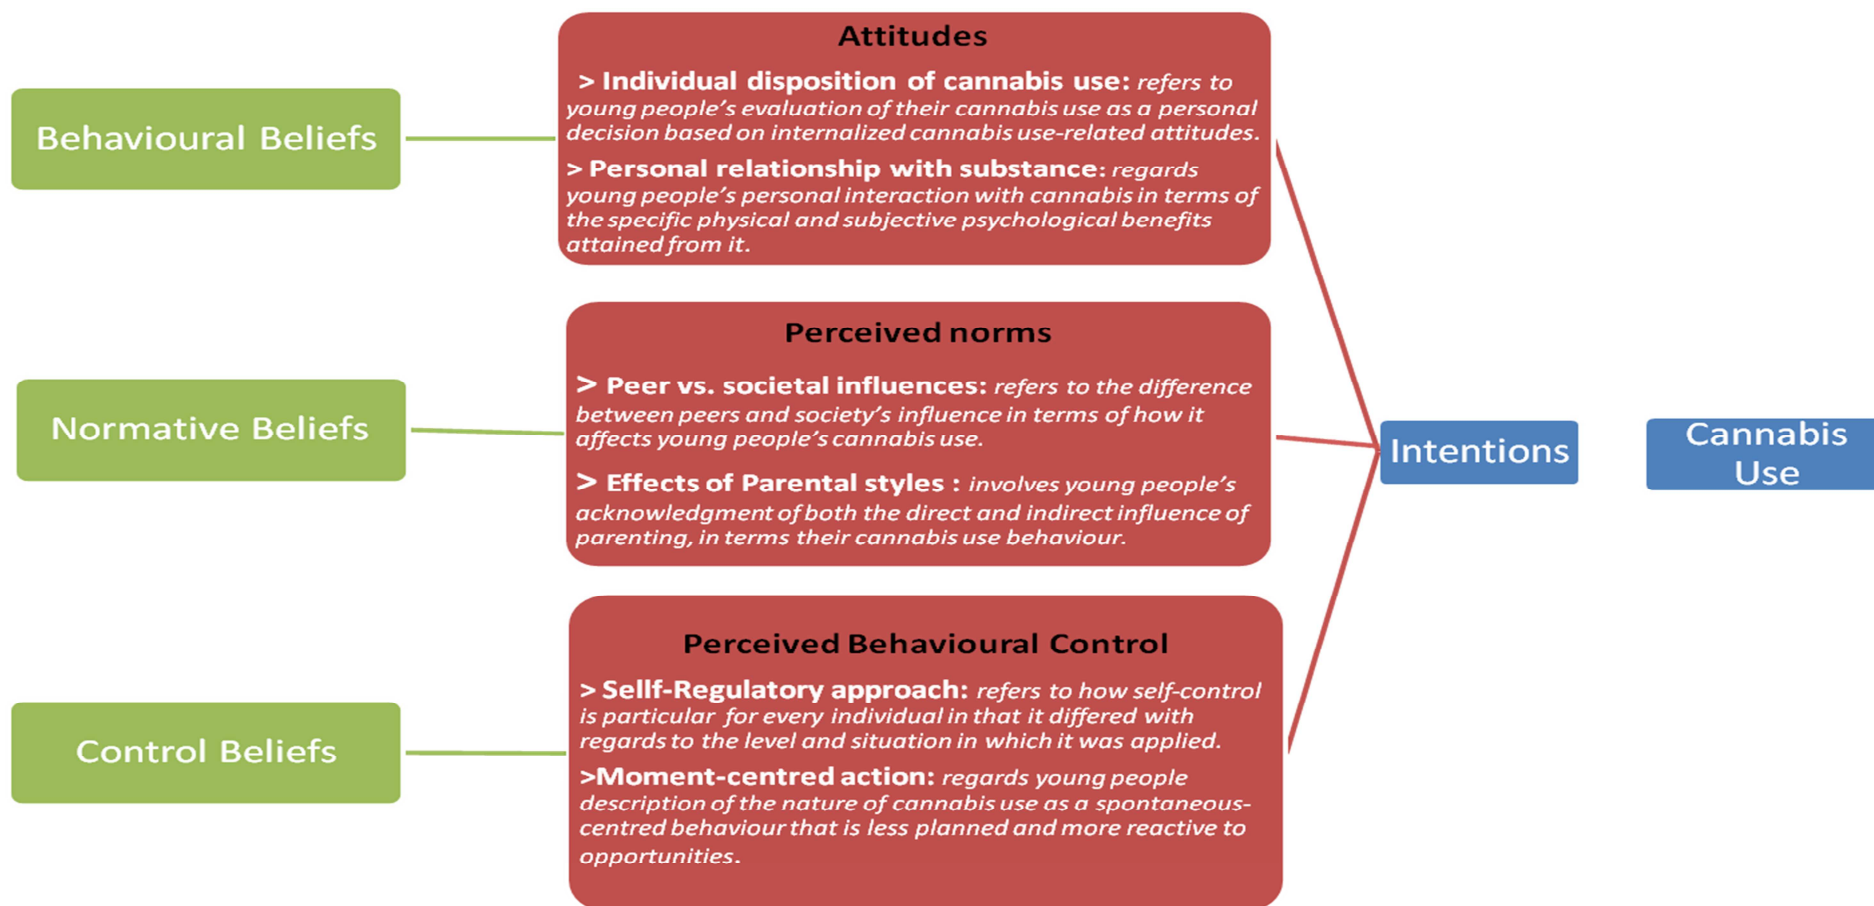 Behavioural Beliefs
Attitudes
> Individual disposition of cannabis use: refers to
young people's evaluation of their cannabis use as a personal
decision based on internalized cannabis use-related attitudes.
> Personal relationship with substance: regards
young people's personal interaction with cannabis in terms of
the specific physical and subjective psychological benefits
attained from it.
Normative Beliefs
Perceived norms
> Peer vs. societal influences: refers to the difference
between peers and society's influence in terms of how it
affects young people's cannabis use.
> Effects of Parental styles : involves young people's
acknowledgment of both the direct and indirect influence of
parenting, in terms their cannabis use behaviour.
Control Beliefs
Perceived Behavioural Control
> Sellf-Regulatory approach: refers to how self-control
is particular for every individual in that it differed with
regards to the level and situation in which it was applied.
>Moment-centred action: regards young people
description of the nature of cannabis use as a spontaneous-
centred behaviour that is less planned and more reactive to
opportunities.
Intentions
Cannabis
Use